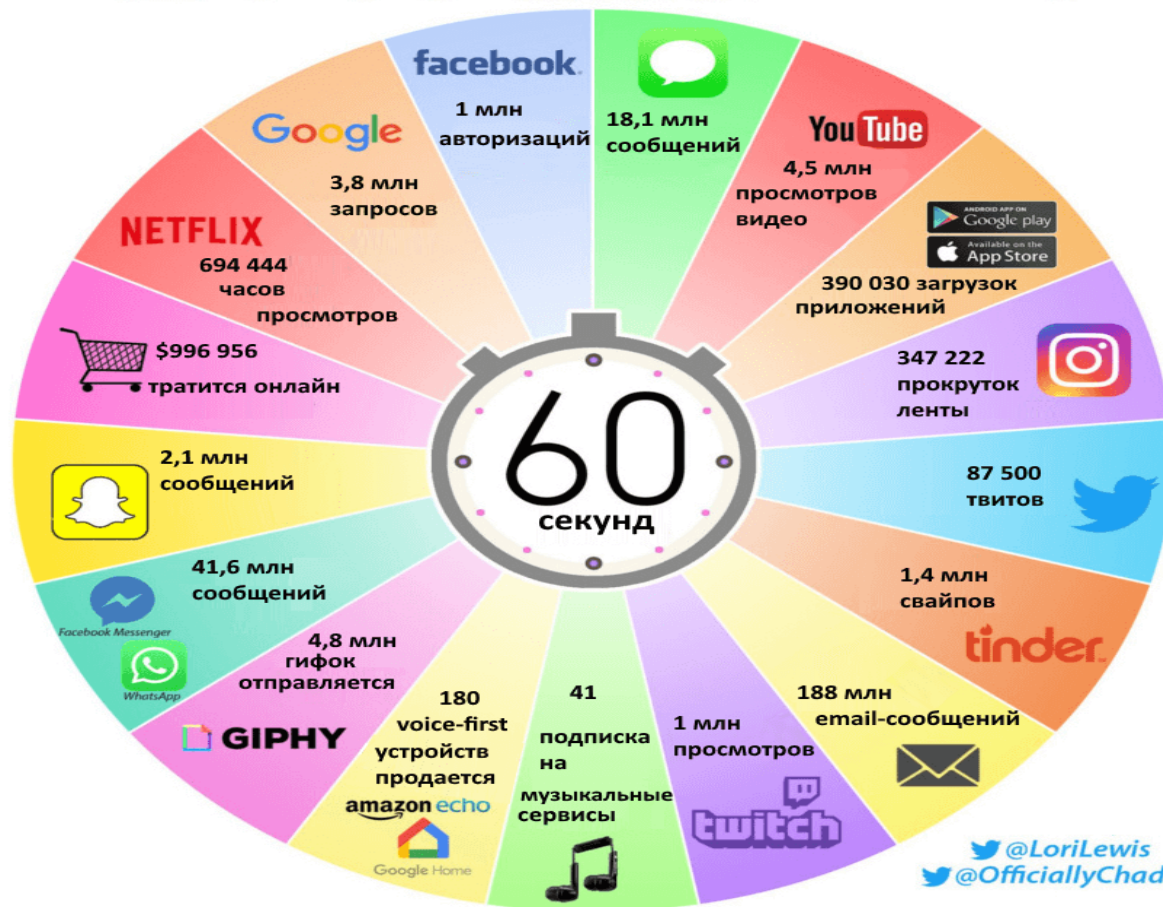 facebook
1 млн
авторизаций
18,1 млн
сообщений
YouTube
4,5 млн
просмотров
видео
ANDROID APP ON
Google play
Available on the
App Store
390 030 загрузок
приложений
347 222
прокруток
ленты
87 500
твитов
1,4 млн
свайпов
tinder
188 млн
email-сообщений
1 млн
просмотров
twitch
41
подписка
на
музыкальные
сервисы
180
voice-first
устройств
продается
amazon echo
Google Home
4,8 млн
гифок
отправляется
GIPHY
41,6 млн
сообщений
Facebook Messenger
WhatsApp
2,1 млн
сообщений
$996 956
тратится онлайн
NETFLIX
694 444
часов
просмотров
Google
3,8 млн
запросов
60
секунд
@LoriLewis
@OfficiallyChad